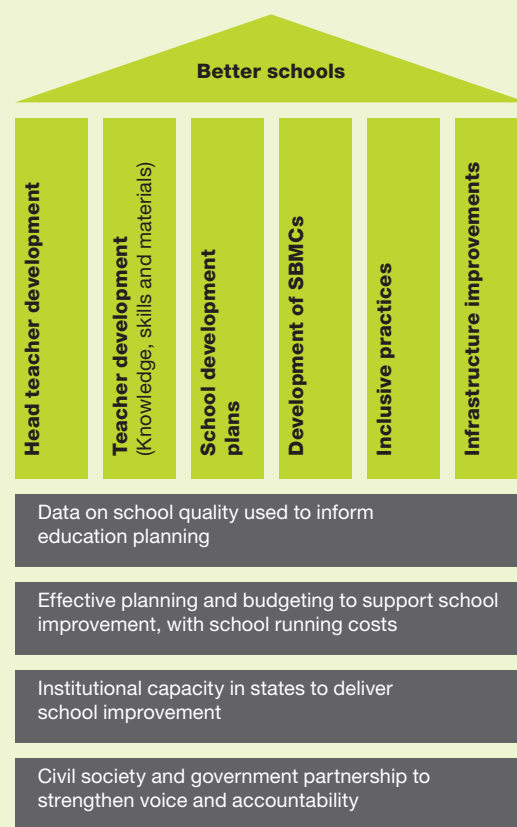 Better schools
Head teacher development
Teacher development
(Knowledge, skills and materials)
School development
plans
Development of SBMCs
Inclusive practices
Infrastructure improvements
Data on school quality used to inform
education planning
Effective planning and budgeting to support school
improvement, with school running costs
Institutional capacity in states to deliver
school improvement
Civil society and government partnership to
strengthen voice and accountability